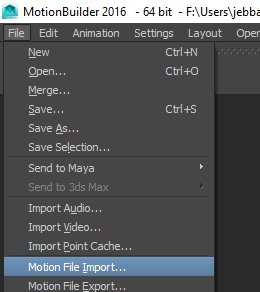 MotionBuilder 2016 - 64 bit - F:\Users\jebba
File Edit Animation Settings Layout Open
New Ctrl+N
Open... Ctrl+O
Merge...
Save... Ctrl+S
Save As...
Save Selection...
Send to Maya
Send to 3ds Max
Import Audio...
Import Video...
Import Point Cache...
Motion File Import...
Motion File Export...